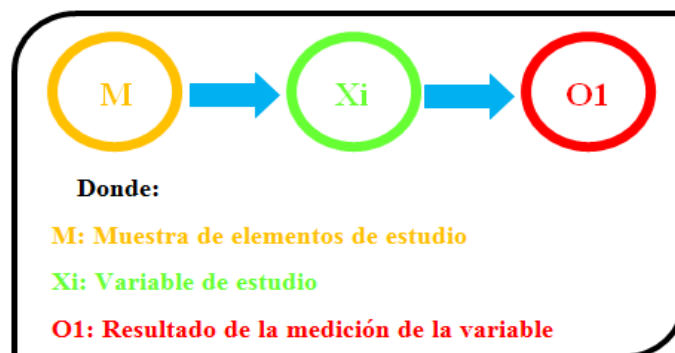 M Xi O1
Donde:
M: Muestra de elementos de estudio
Xi: Variable de estudio
O1: Resultado de la medición de la variable